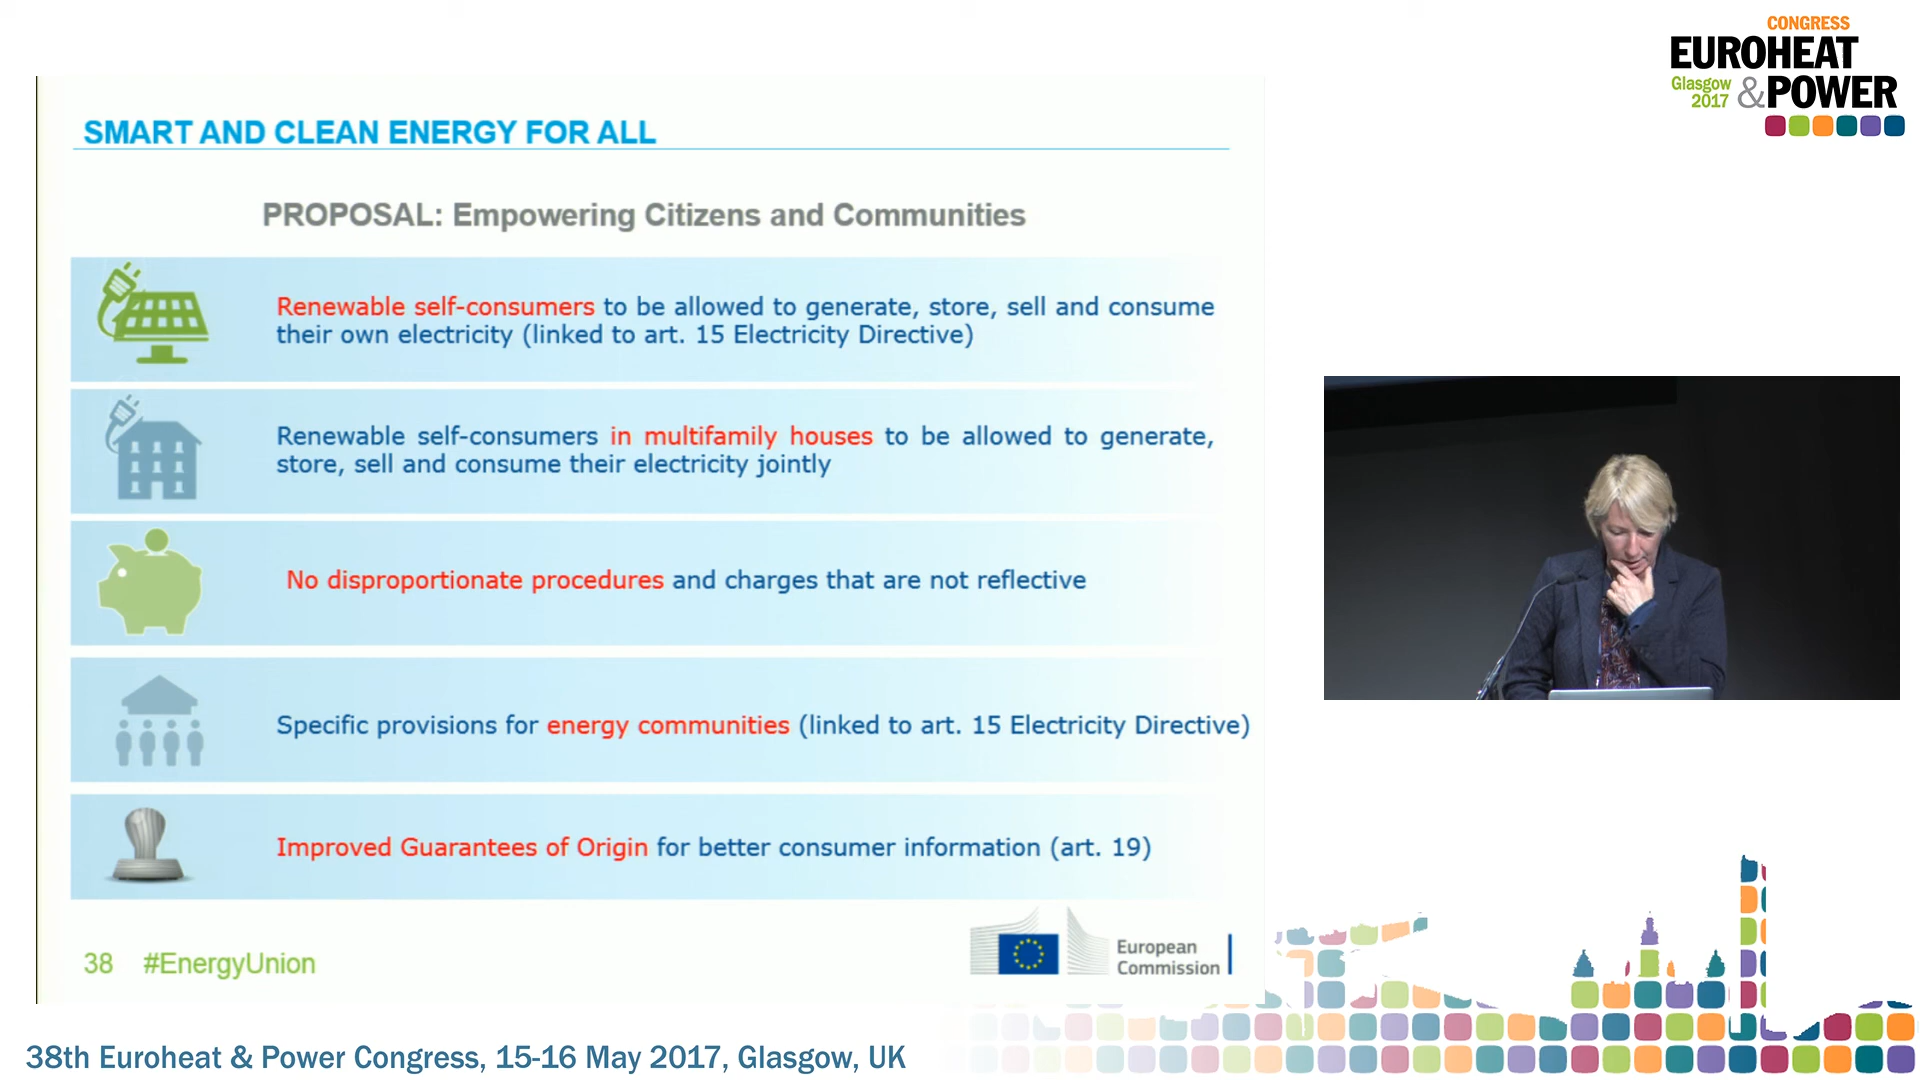 CONGRESS
EUROHEAT
Glasgow
2017
&POWER
SMART AND CLEAN ENERGY FOR ALL
PROPOSAL: Empowering Citizens and Communities
Renewable self-consumers to be allowed to generate, store, sell and consume
their own electricity (linked to art. 15 Electricity Directive)
Renewable self-consumers in multifamily houses to be allowed to generate,
store, sell and consume their electricity jointly
No disproportionate procedures and charges that are not reflective
Specific provisions for energy communities (linked to art. 15 Electricity Directive)
Improved Guarantees of Origin for better consumer information (art. 19)
38 #EnergyUnion
European
Commission
38th Euroheat & Power Congress, 15-16 May 2017, Glasgow, UK